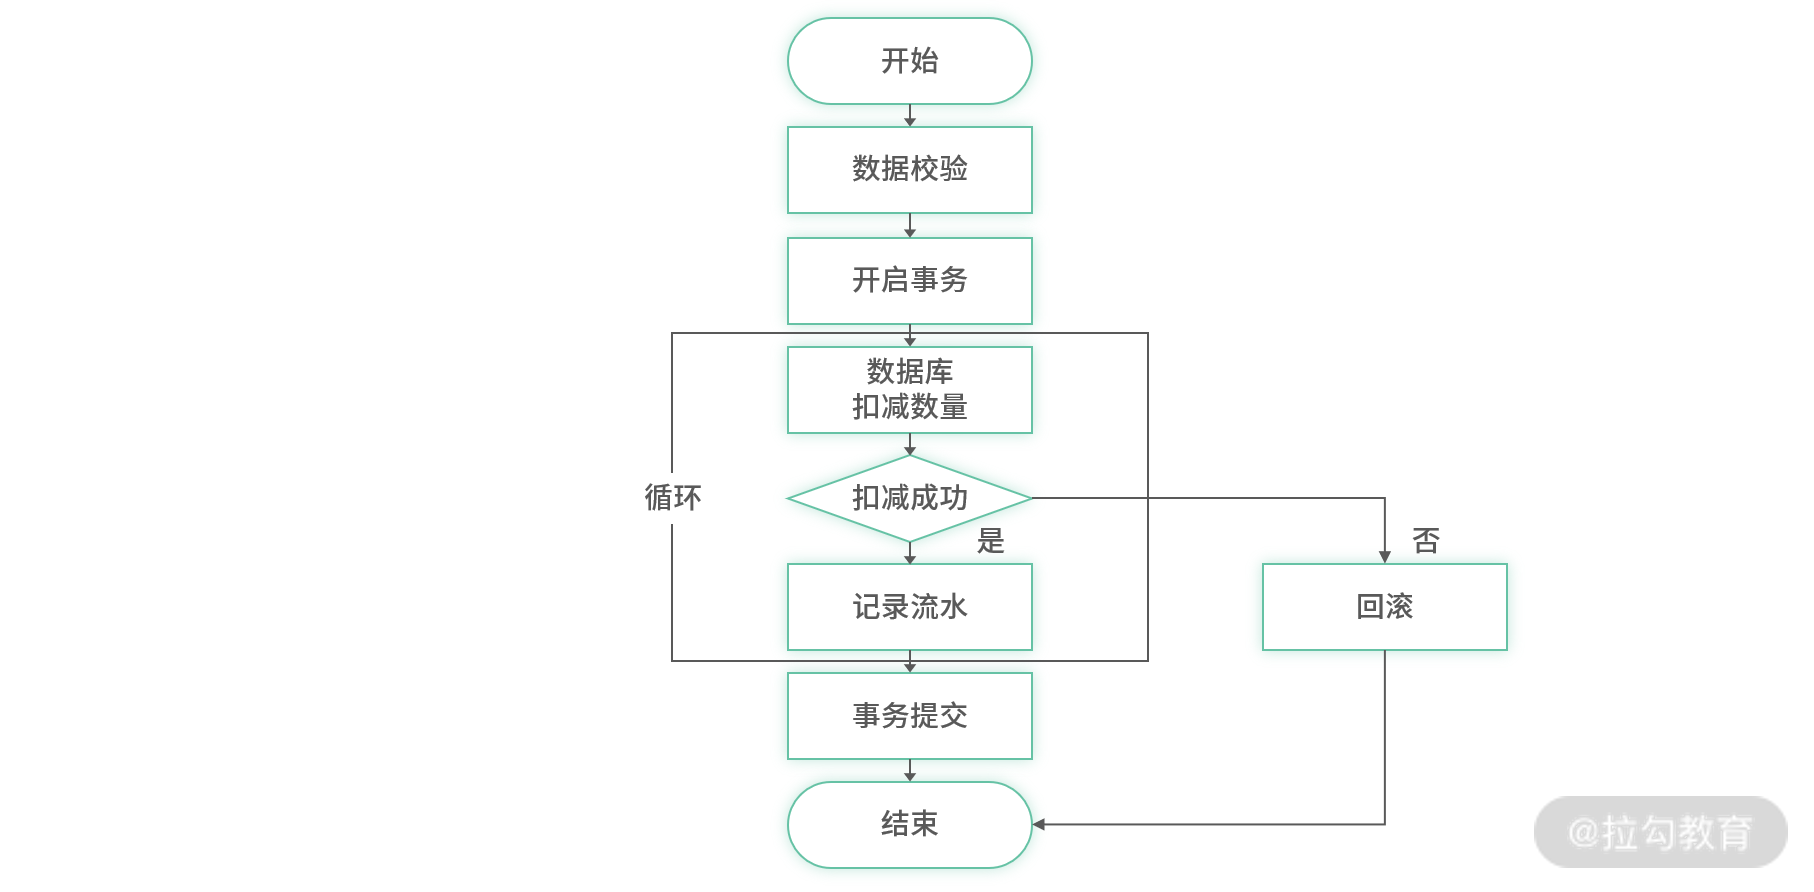 开始
数据校验
开启事务
数据库
扣减数量
循环
扣减成功
是
否
记录流水
回滚
事务提交
结束
@拉勾教育